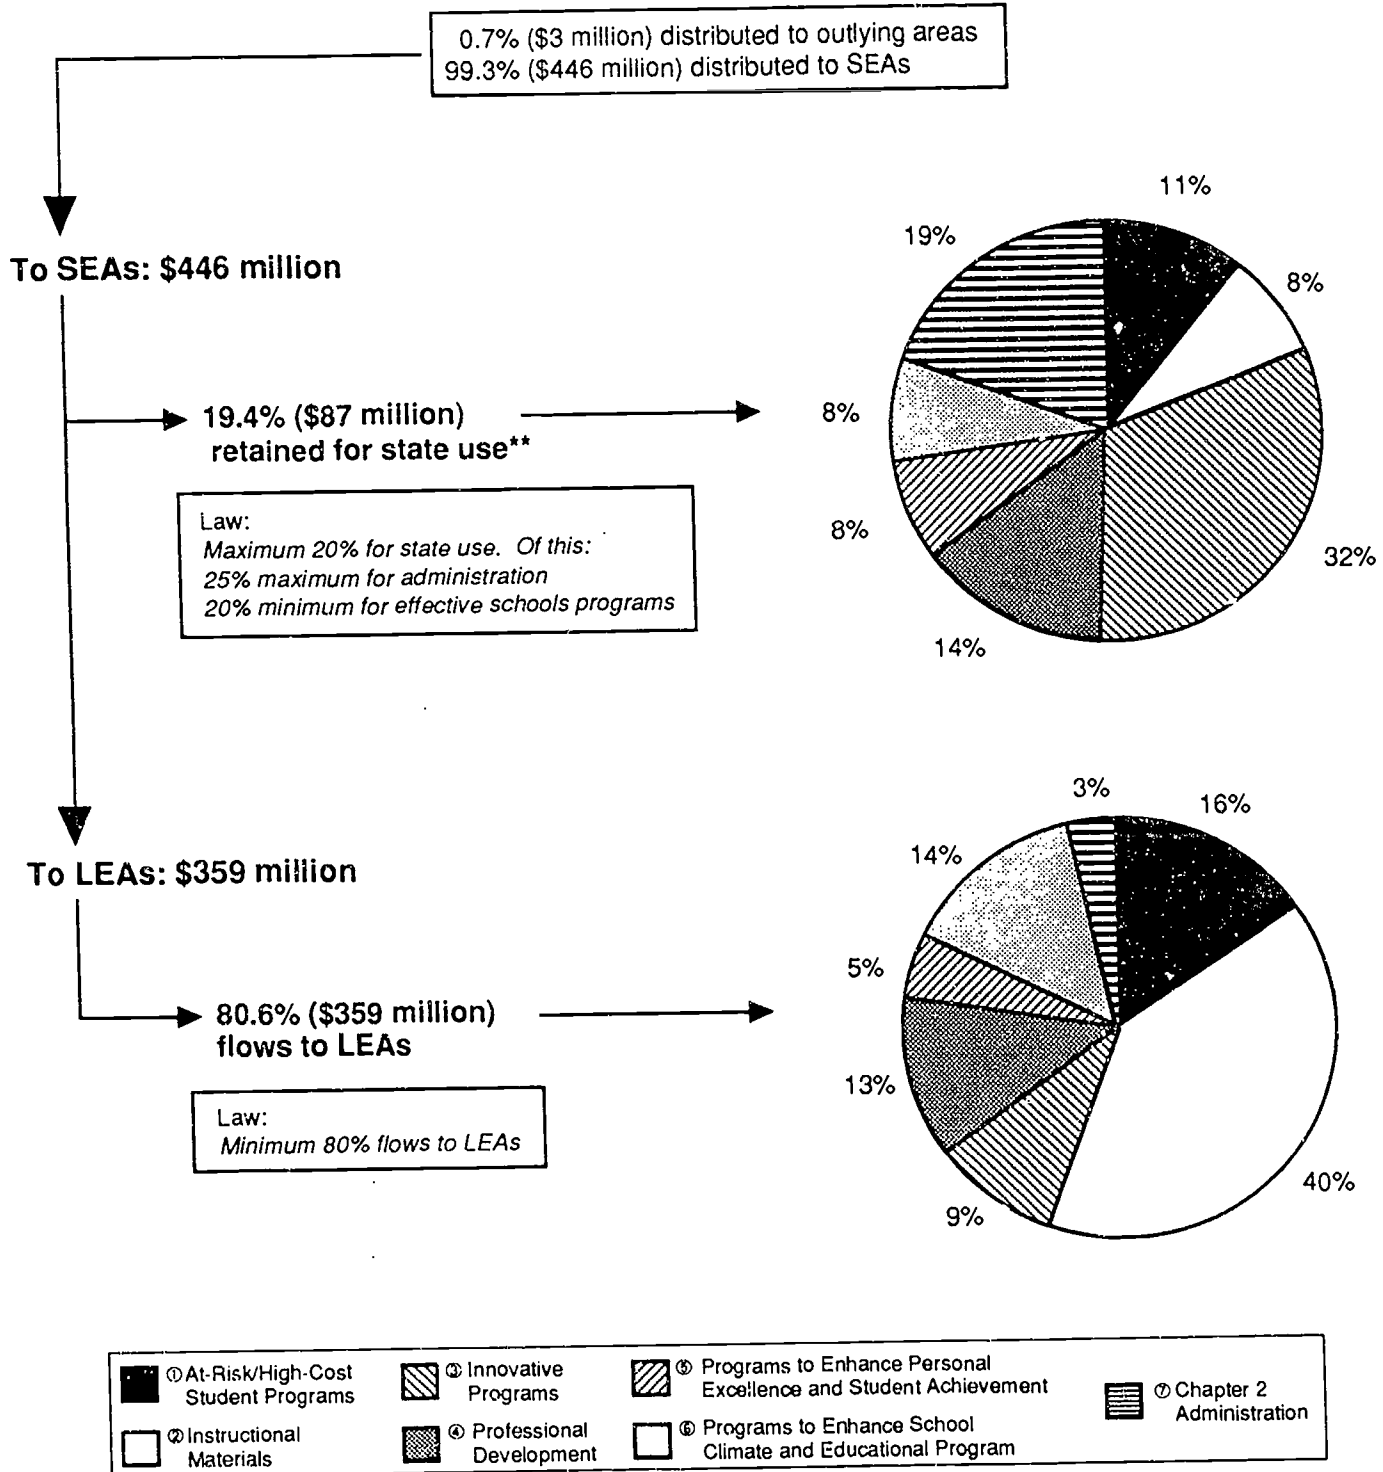 0.7% ($3 million) distributed to outlying areas
99.3% ($446 million) distributed to SEAs
To SEAs: $446 million
19.4% ($87 million)
retained for state use**
Law:
Maximum 20% for state use. Of this:
25% maximum for administration
20% minimum for effective schools programs
11%
8%
32%
14%
8%
8%
19%
To LEAs: $359 million
80.6% ($359 million)
flows to LEAs
Law:
Minimum 80% flows to LEAs
3%
16%
40%
9%
13%
5%
14%
① At-Risk/High-Cost
Student Programs
② Instructional
Materials
③ Innovative
Programs
④ Professional
Development
⑤ Programs to Enhance Personal
Excellence and Student Achievement
⑥ Programs to Enhance School
Climate and Educational Program
⑦ Chapter 2
Administration